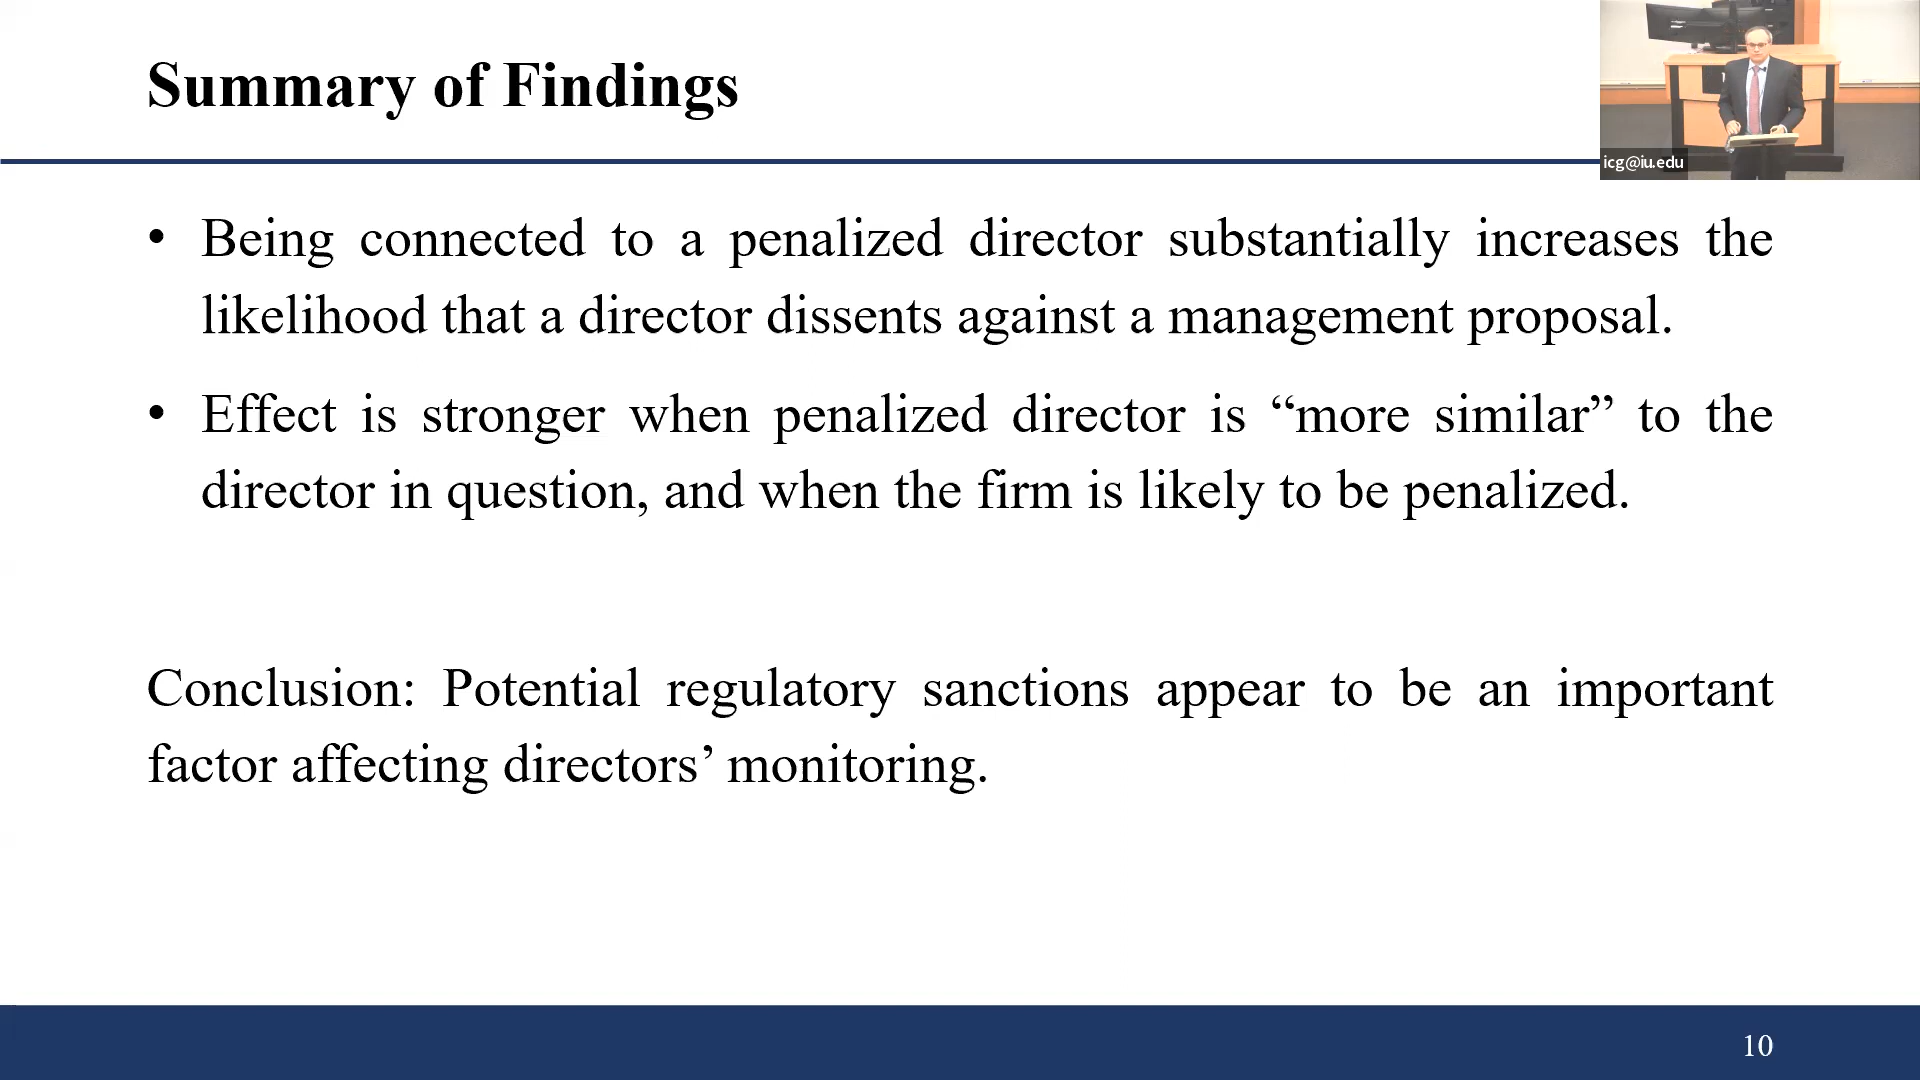 Summary of Findings
icg@iu.edu
• Being connected to a penalized director substantially increases the
likelihood that a director dissents against a management proposal.
• Effect is stronger when penalized director is “more similar” to the
director in question, and when the firm is likely to be penalized.
Conclusion: Potential regulatory sanctions appear to be an important
factor affecting directors’ monitoring.
10